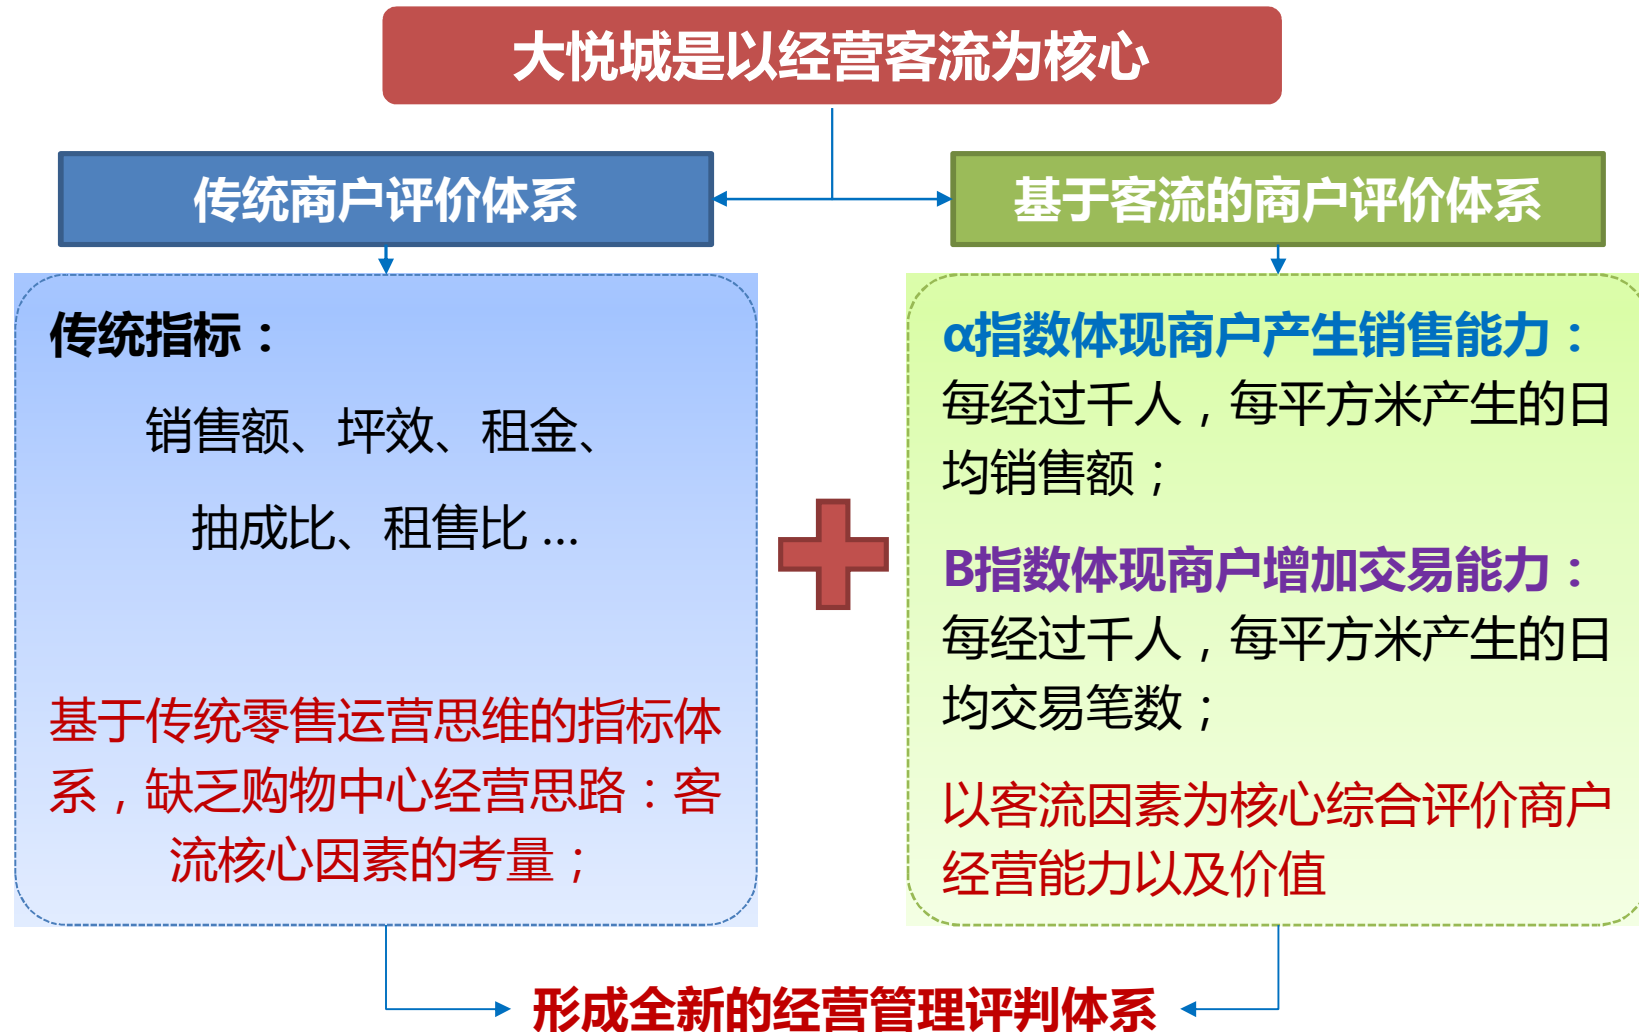 大悦城是以经营客流为核心
传统商户评价体系
基于客流的商户评价体系
传统指标：
销售额、坪效、租金、
抽成比、租售比 ...
基于传统零售运营思维的指标体
系，缺乏购物中心经营思路：客
流核心因素的考量；
α指数体现商户产生销售能力：
每经过千人，每平方米产生的日
均销售额；
B指数体现商户增加交易能力：
每经过千人，每平方米产生的日
均交易笔数；
以客流因素为核心综合评价商户
经营能力以及价值
形成全新的经营管理评判体系